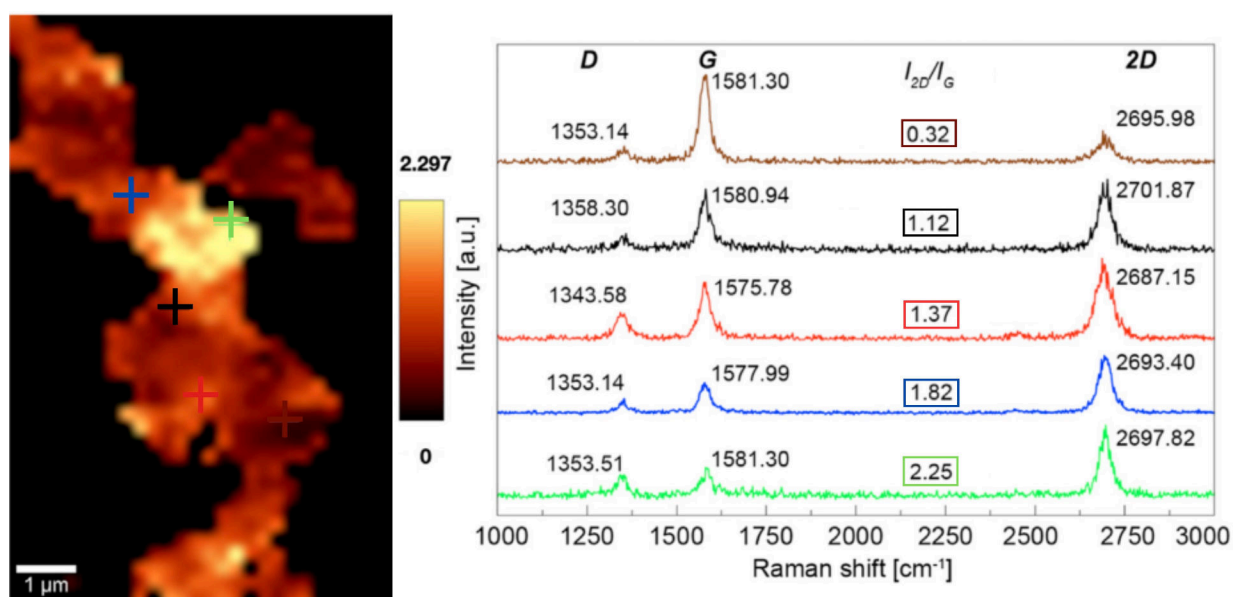 2.297
0
1 µm
D G I2D/IG 2D
1581.30
1353.14 0.32 2695.98
1358.30 1580.94 1.12 2701.87
1343.58 1575.78 1.37 2687.15
1353.14 1577.99 1.82 2693.40
1353.51 1581.30 2.25 2697.82
Intensity [a.u.]
1000 1250 1500 1750 2000 2250 2500 2750 3000
Raman shift [cm-1]